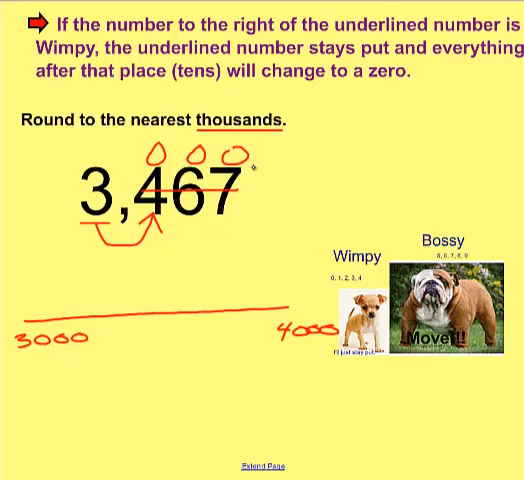 If the number to the right of the underlined number is
Wimpy, the underlined number stays put and everything
after that place (tens) will change to a zero.
Round to the nearest thousands.
0 0 0
3,467
Bossy
5, 6, 7, 8, 9
Wimpy
0, 1, 2, 3, 4
Move!!!
3000
4000
I'll just stay put
Extend Page